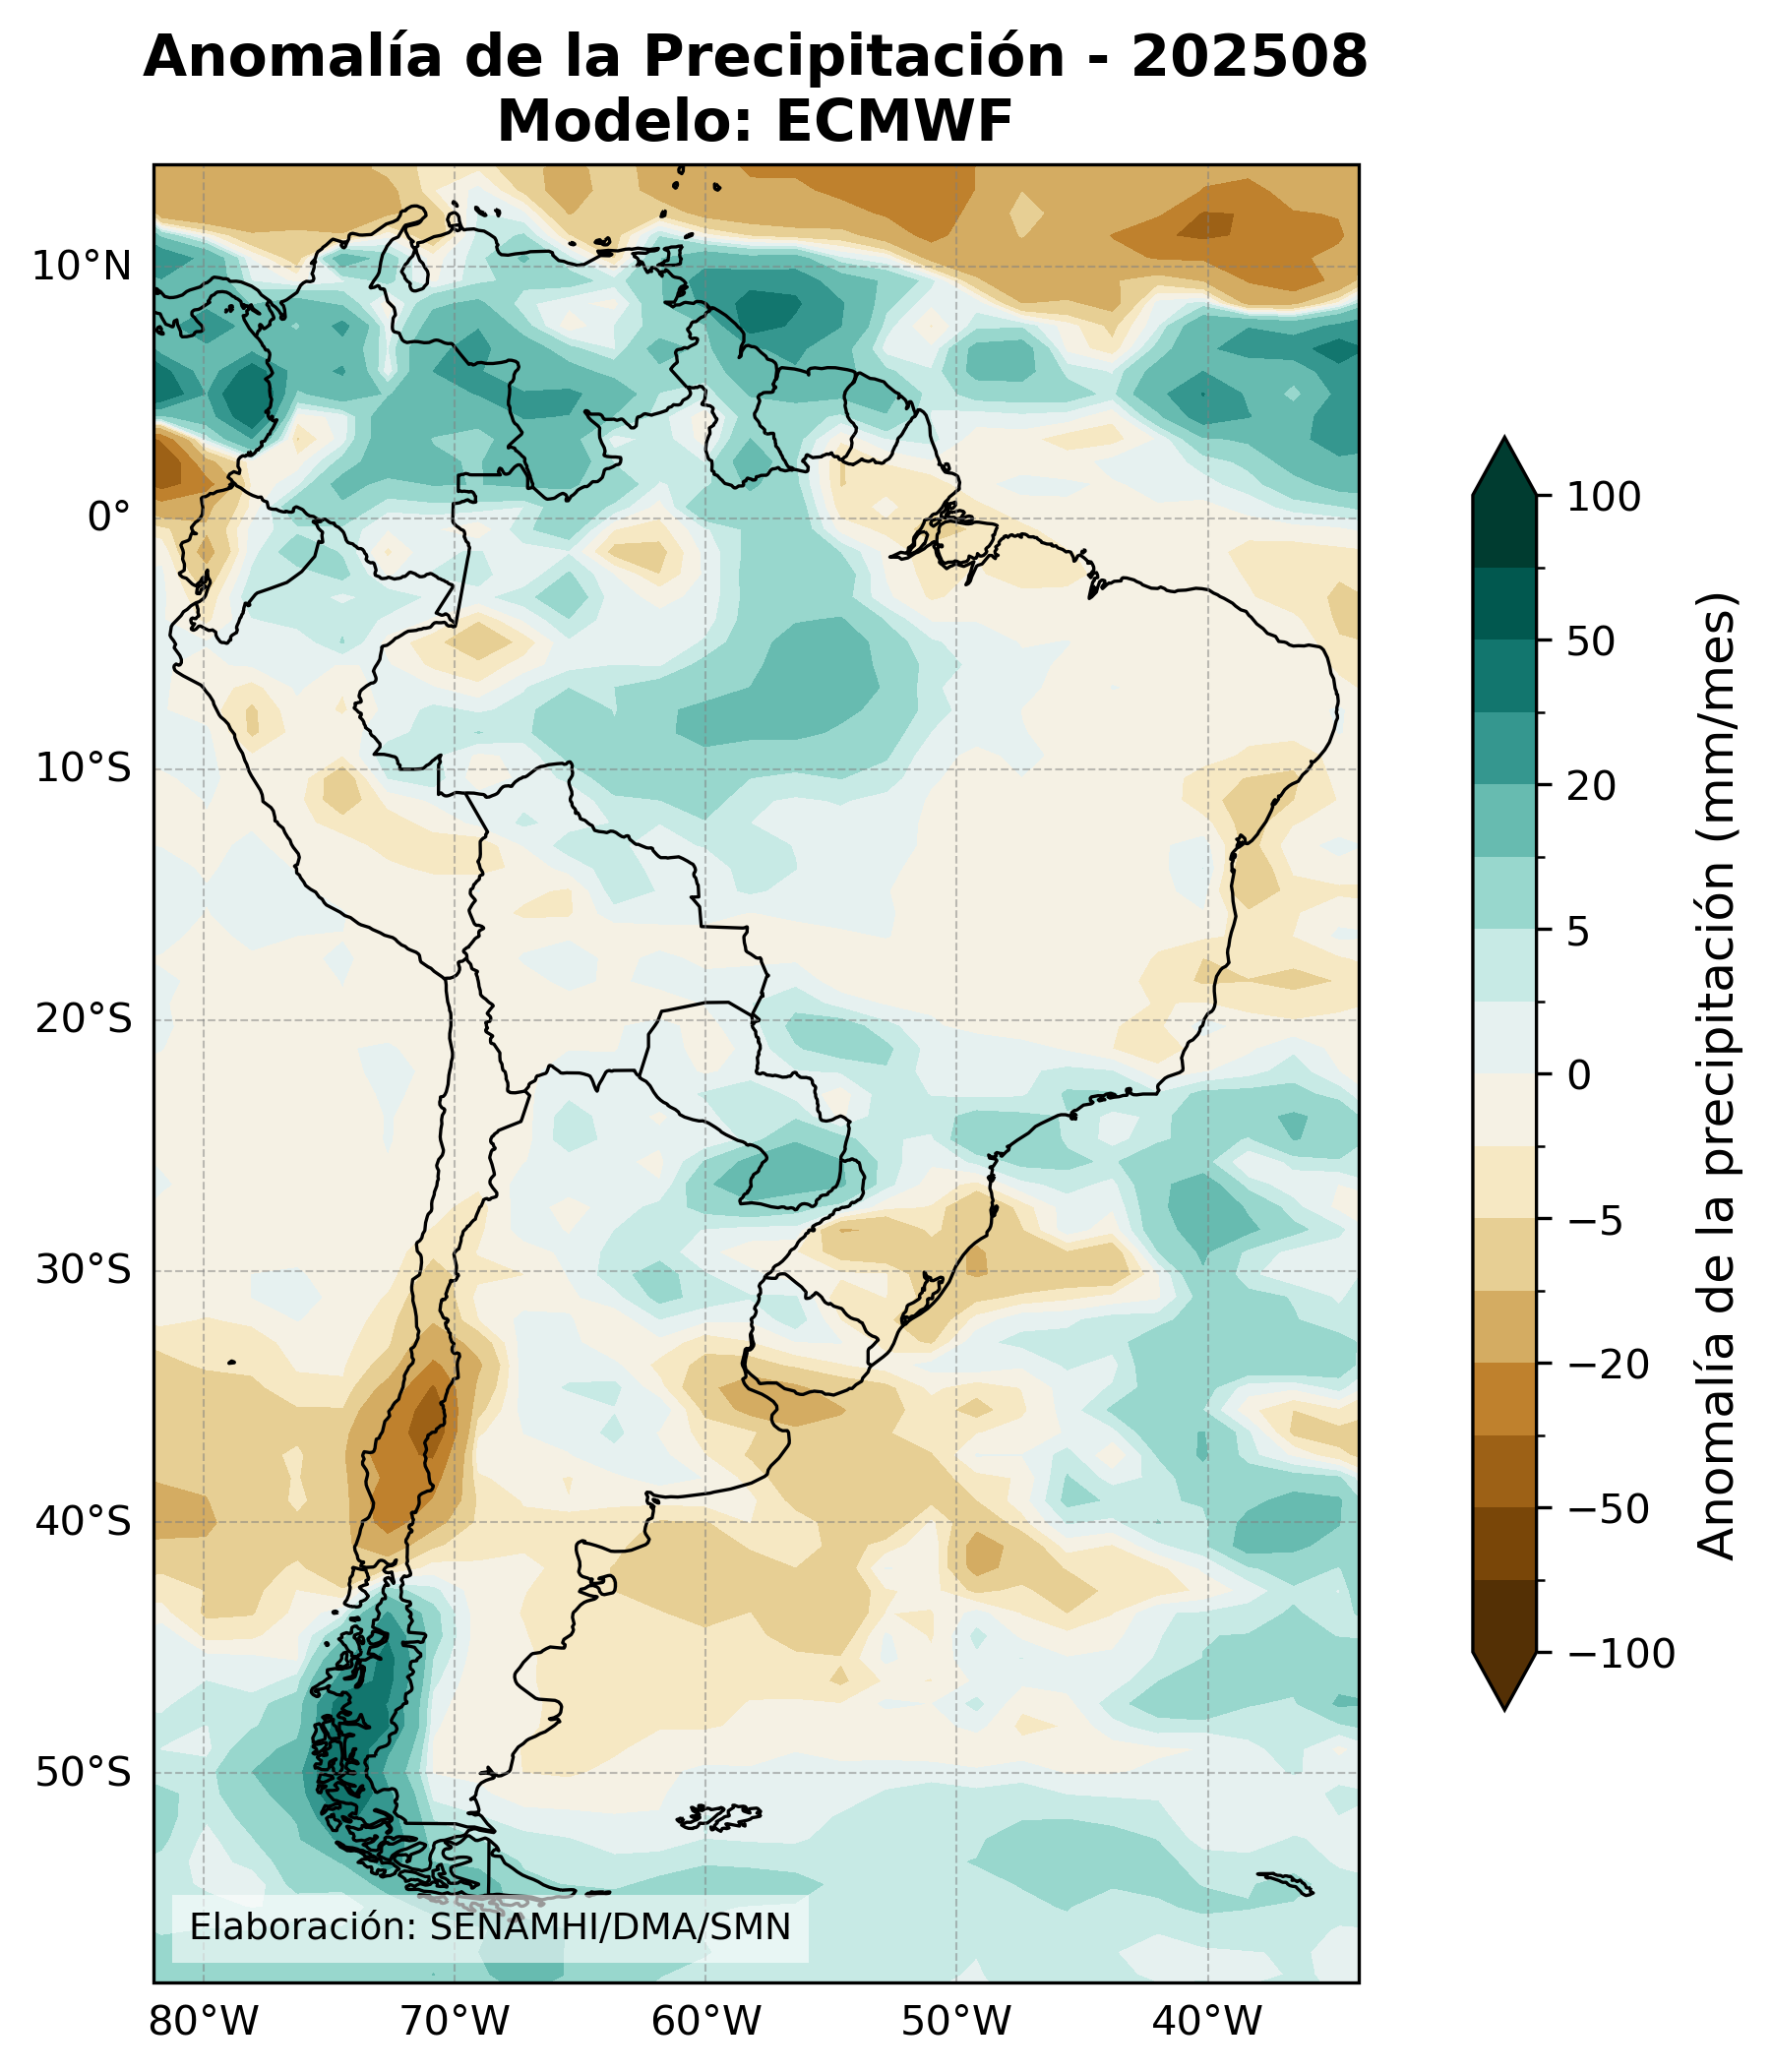 Anomalía de la Precipitación - 202508
Modelo: ECMWF
10°N
0°
10°S
20°S
30°S
40°S
50°S
80°W
70°W
60°W
50°W
40°W
Elaboración: SENAMHI/DMA/SMN
100
50
20
5
0
−5
−20
−50
−100
Anomalía de la precipitación (mm/mes)